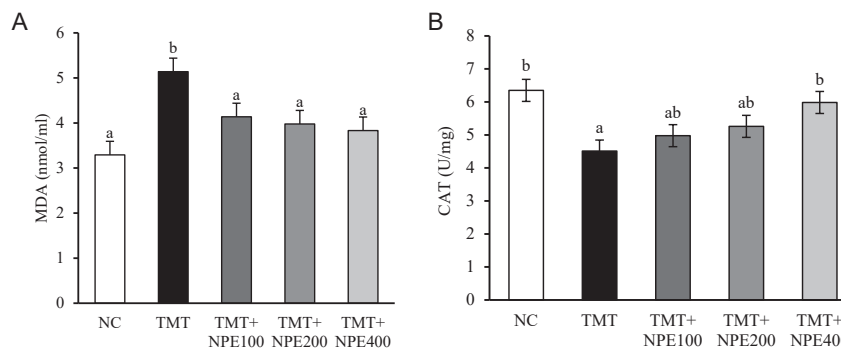 A
MDA (nmol/ml)
6
5
4
3
2
1
0
a
b
a
a
a
NC
TMT
TMT+
NPE100
TMT+
NPE200
TMT+
NPE400
B
CAT (U/mg)
8
7
6
5
4
3
2
1
0
b
a
ab
ab
b
NC
TMT
TMT+
NPE100
TMT+
NPE200
TMT+
NPE400